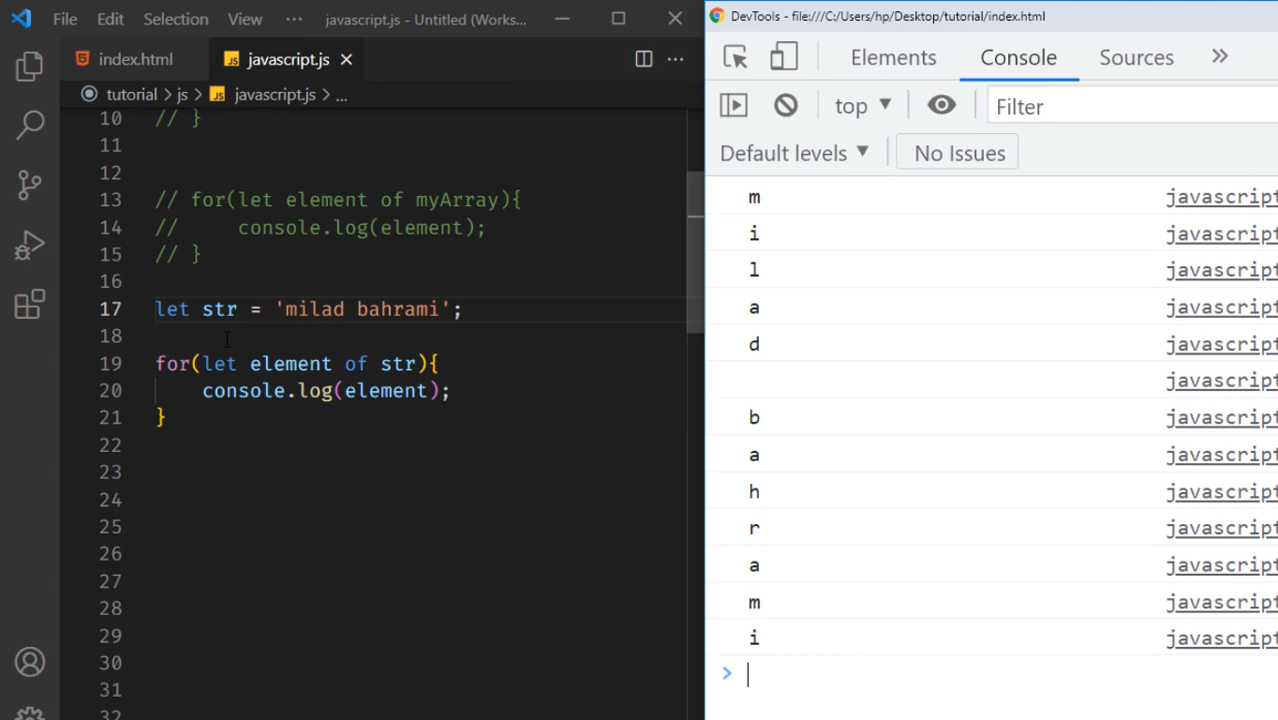 File Edit Selection View ··· javascript.js - Untitled (Works...
index.html javascript.js
tutorial > js > javascript.js > ...
10 // }
11
12
13 // for(let element of myArray){
14 //     console.log(element);
15 // }
16
17 let str = 'milad bahrami';
18
19 for(let element of str){
20     console.log(element);
21 }
22
23
24
25
26
27
28
29
30
31
32
DevTools - file:///C:/Users/hp/Desktop/tutorial/index.html
Elements Console Sources »
top Filter
Default levels No Issues
m javascript
i javascript
l javascript
a javascript
d javascript
javascript
b javascript
a javascript
h javascript
r javascript
a javascript
m javascript
i javascript
>